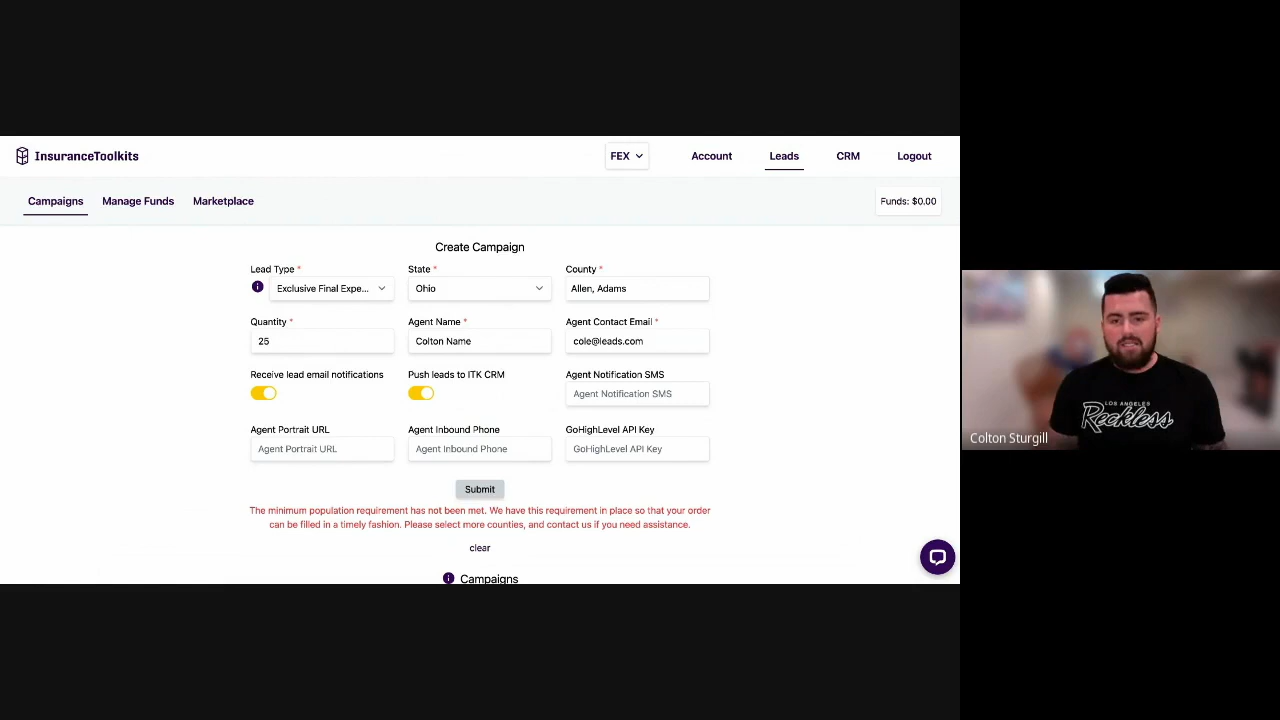 InsuranceToolkits
FEX
Account
Leads
CRM
Logout
Campaigns
Manage Funds
Marketplace
Funds: $0.00
Create Campaign
Lead Type *
State *
County *
Exclusive Final Expe...
Ohio
Allen, Adams
Quantity *
Agent Name *
Agent Contact Email *
25
Colton Name
cole@leads.com
Receive lead email notifications
Push leads to ITK CRM
Agent Notification SMS
Agent Notification SMS
Agent Portrait URL
Agent Inbound Phone
GoHighLevel API Key
Agent Portrait URL
Agent Inbound Phone
GoHighLevel API Key
Submit
The minimum population requirement has not been met. We have this requirement in place so that your order
can be filled in a timely fashion. Please select more counties, and contact us if you need assistance.
clear
Campaigns
LOS ANGELES
Reckless
Colton Sturgill